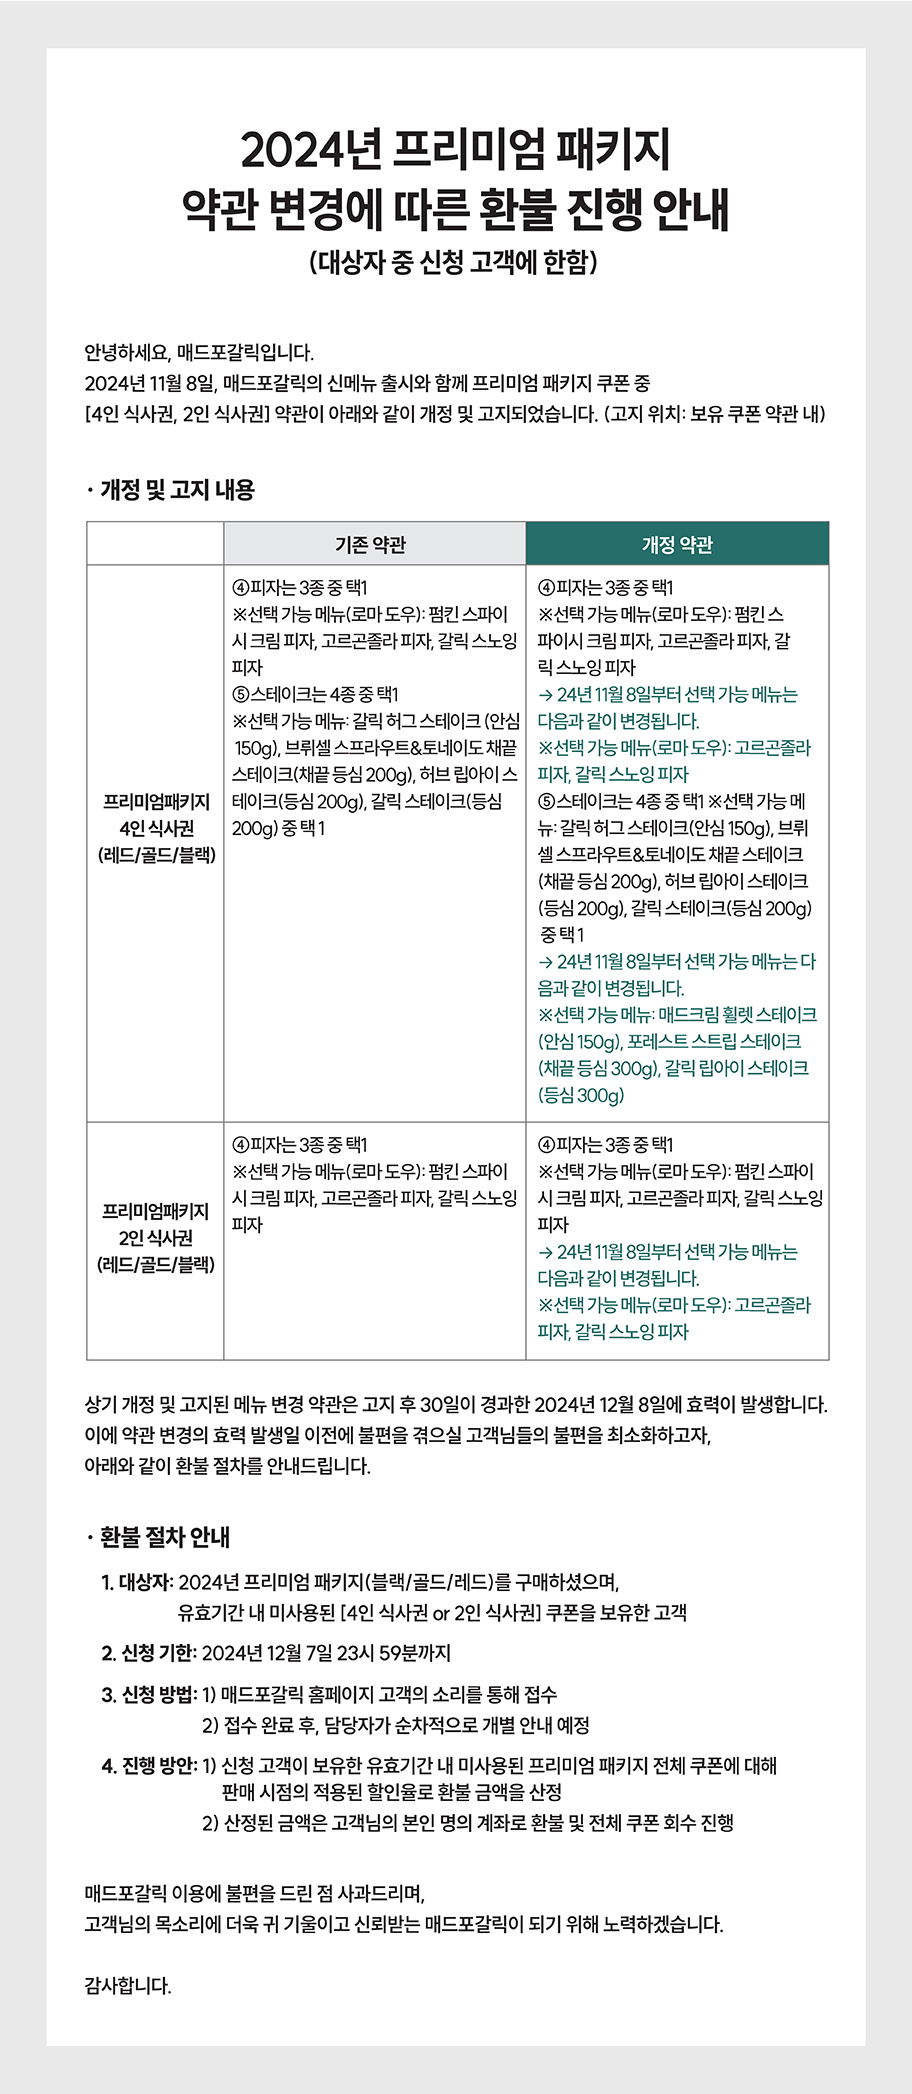 2024년 프리미엄 패키지
약관 변경에 따른 환불 진행 안내
(대상자 중 신청 고객에 한함)
안녕하세요, 매드포갈릭입니다.
2024년 11월 8일, 매드포갈릭의 신메뉴 출시와 함께 프리미엄 패키지 쿠폰 중
[4인 식사권, 2인 식사권] 약관이 아래와 같이 개정 및 고지되었습니다. (고지 위치: 보유 쿠폰 약관 내)
· 개정 및 고지 내용
기존 약관
개정 약관
프리미엄패키지
4인 식사권
(레드/골드/블랙)
④피자는 3종 중 택1
※선택 가능 메뉴(로마 도우): 펌킨 스파이
시 크림 피자, 고르곤졸라 피자, 갈릭 스노잉
피자
⑤스테이크는 4종 중 택1
※선택 가능 메뉴: 갈릭 허그 스테이크 (안심
150g), 브뤼셀 스프라우트&토네이도 채끝
스테이크(채끝 등심 200g), 허브 립아이 스
테이크(등심 200g), 갈릭 스테이크(등심
200g) 중 택 1
④피자는 3종 중 택1
※선택 가능 메뉴(로마 도우): 펌킨 스
파이시 크림 피자, 고르곤졸라 피자, 갈
릭 스노잉 피자
→ 24년 11월 8일부터 선택 가능 메뉴는
다음과 같이 변경됩니다.
※선택 가능 메뉴(로마 도우): 고르곤졸라
피자, 갈릭 스노잉 피자
⑤스테이크는 4종 중 택1 ※선택 가능 메
뉴: 갈릭 허그 스테이크(안심 150g), 브뤼
셀 스프라우트&토네이도 채끝 스테이크
(채끝 등심 200g), 허브 립아이 스테이크
(등심 200g), 갈릭 스테이크(등심 200g)
중 택 1
→ 24년 11월 8일부터 선택 가능 메뉴는 다
음과 같이 변경됩니다.
※선택 가능 메뉴: 매드크림 휠렛 스테이크
(안심 150g), 포레스트 스트립 스테이크
(채끝 등심 300g), 갈릭 립아이 스테이크
(등심 300g)
프리미엄패키지
2인 식사권
(레드/골드/블랙)
④피자는 3종 중 택1
※선택 가능 메뉴(로마 도우): 펌킨 스파이
시 크림 피자, 고르곤졸라 피자, 갈릭 스노잉
피자
④피자는 3종 중 택1
※선택 가능 메뉴(로마 도우): 펌킨 스파이
시 크림 피자, 고르곤졸라 피자, 갈릭 스노잉
피자
→ 24년 11월 8일부터 선택 가능 메뉴는
다음과 같이 변경됩니다.
※선택 가능 메뉴(로마 도우): 고르곤졸라
피자, 갈릭 스노잉 피자
상기 개정 및 고지된 메뉴 변경 약관은 고지 후 30일이 경과한 2024년 12월 8일에 효력이 발생합니다.
이에 약관 변경의 효력 발생일 이전에 불편을 겪으실 고객님들의 불편을 최소화하고자,
아래와 같이 환불 절차를 안내드립니다.
· 환불 절차 안내
1. 대상자: 2024년 프리미엄 패키지(블랙/골드/레드)를 구매하셨으며,
유효기간 내 미사용된 [4인 식사권 or 2인 식사권] 쿠폰을 보유한 고객
2. 신청 기한: 2024년 12월 7일 23시 59분까지
3. 신청 방법: 1) 매드포갈릭 홈페이지 고객의 소리를 통해 접수
2) 접수 완료 후, 담당자가 순차적으로 개별 안내 예정
4. 진행 방안: 1) 신청 고객이 보유한 유효기간 내 미사용된 프리미엄 패키지 전체 쿠폰에 대해
판매 시점의 적용된 할인율로 환불 금액을 산정
2) 산정된 금액은 고객님의 본인 명의 계좌로 환불 및 전체 쿠폰 회수 진행
매드포갈릭 이용에 불편을 드린 점 사과드리며,
고객님의 목소리에 더욱 귀 기울이고 신뢰받는 매드포갈릭이 되기 위해 노력하겠습니다.
감사합니다.